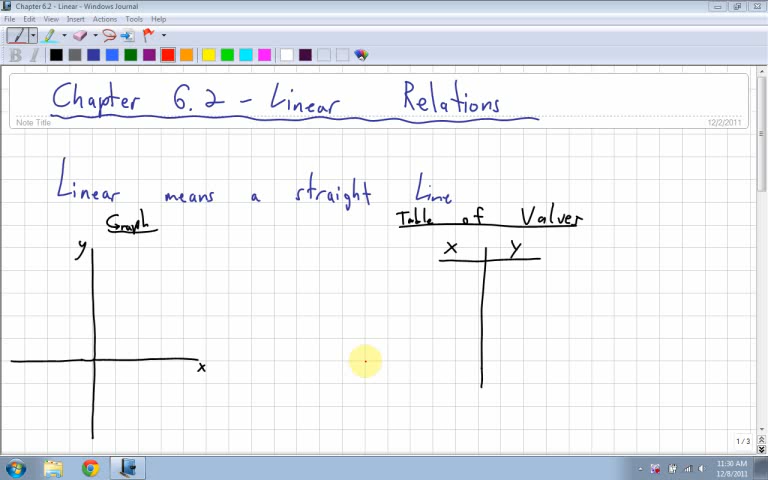 Chapter 6.2 - Linear - Windows Journal
File Edit View Insert Actions Tools Help
B I
Chapter 6.2 - Linear Relations
Note Title
12/2/2011
Linear means a straight Line
Graph
Table of Values
y
x
x y
1 / 3
11:30 AM
12/8/2011